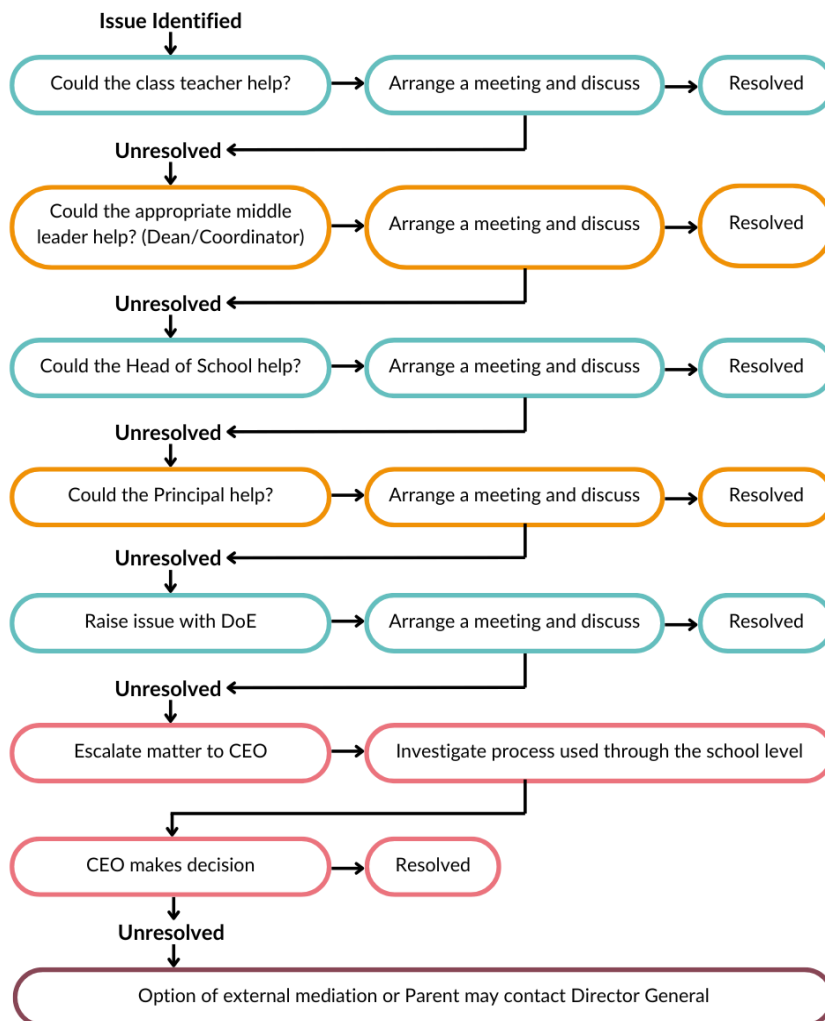 Issue Identified
Could the class teacher help?
Arrange a meeting and discuss
Resolved
Unresolved
Could the appropriate middle
leader help? (Dean/Coordinator)
Arrange a meeting and discuss
Resolved
Unresolved
Could the Head of School help?
Arrange a meeting and discuss
Resolved
Unresolved
Could the Principal help?
Arrange a meeting and discuss
Resolved
Unresolved
Raise issue with DoE
Arrange a meeting and discuss
Resolved
Unresolved
Escalate matter to CEO
Investigate process used through the school level
CEO makes decision
Resolved
Unresolved
Option of external mediation or Parent may contact Director General